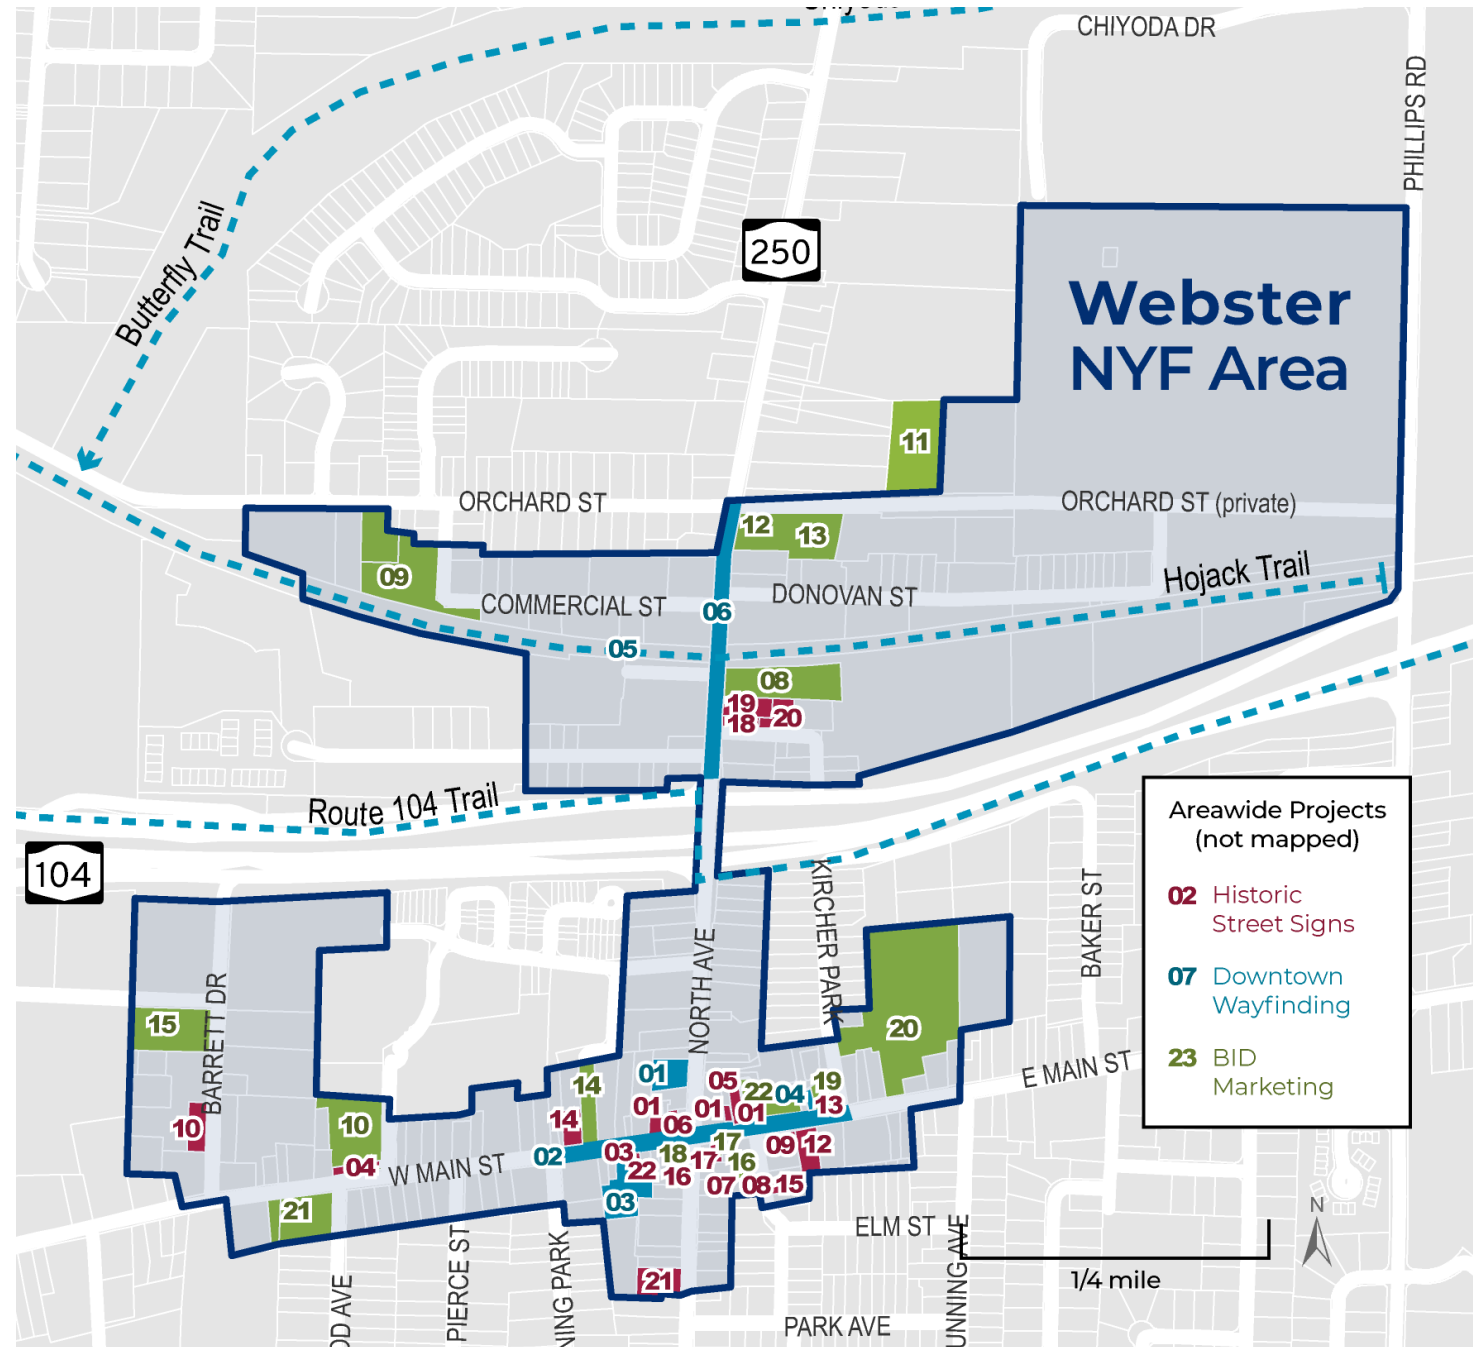 CHIYODA DR
PHILLIPS RD
Butterfly Trail
250
Webster
NYF Area
11
ORCHARD ST
ORCHARD ST (private)
12
13
09
COMMERCIAL ST
06
DONOVAN ST
Hojack Trail
05
08
19
18
20
Route 104 Trail
104
Areawide Projects
(not mapped)
02 Historic
Street Signs
07 Downtown
Wayfinding
23 BID
Marketing
KIRCHER PARK
BAKER ST
NORTH AVE
BARRETT DR
15
20
E MAIN ST
01
05
14
22
04
19
01
01
01
13
10
10
14
06
04
02
03
18
17
17
16
09
12
W MAIN ST
22
16
07
08
15
03
21
ELM ST
N
1/4 mile
21
PIERCE ST
PARK AVE